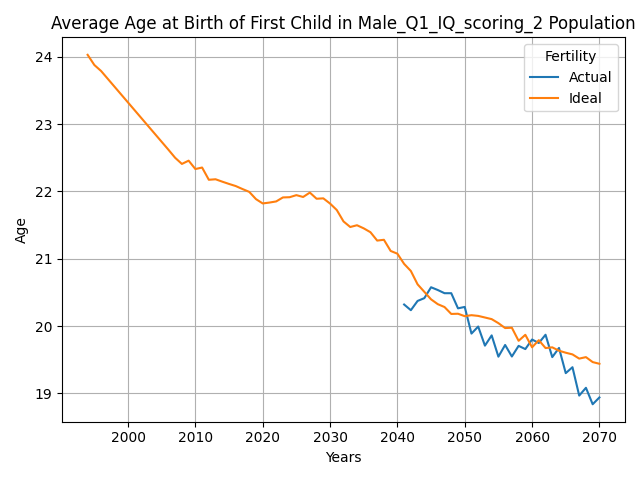 Average Age at Birth of First Child in Male_Q1_IQ_scoring_2 Population
Fertility
Actual
Ideal
24
23
22
21
20
19
Age
2000
2010
2020
2030
2040
2050
2060
2070
Years